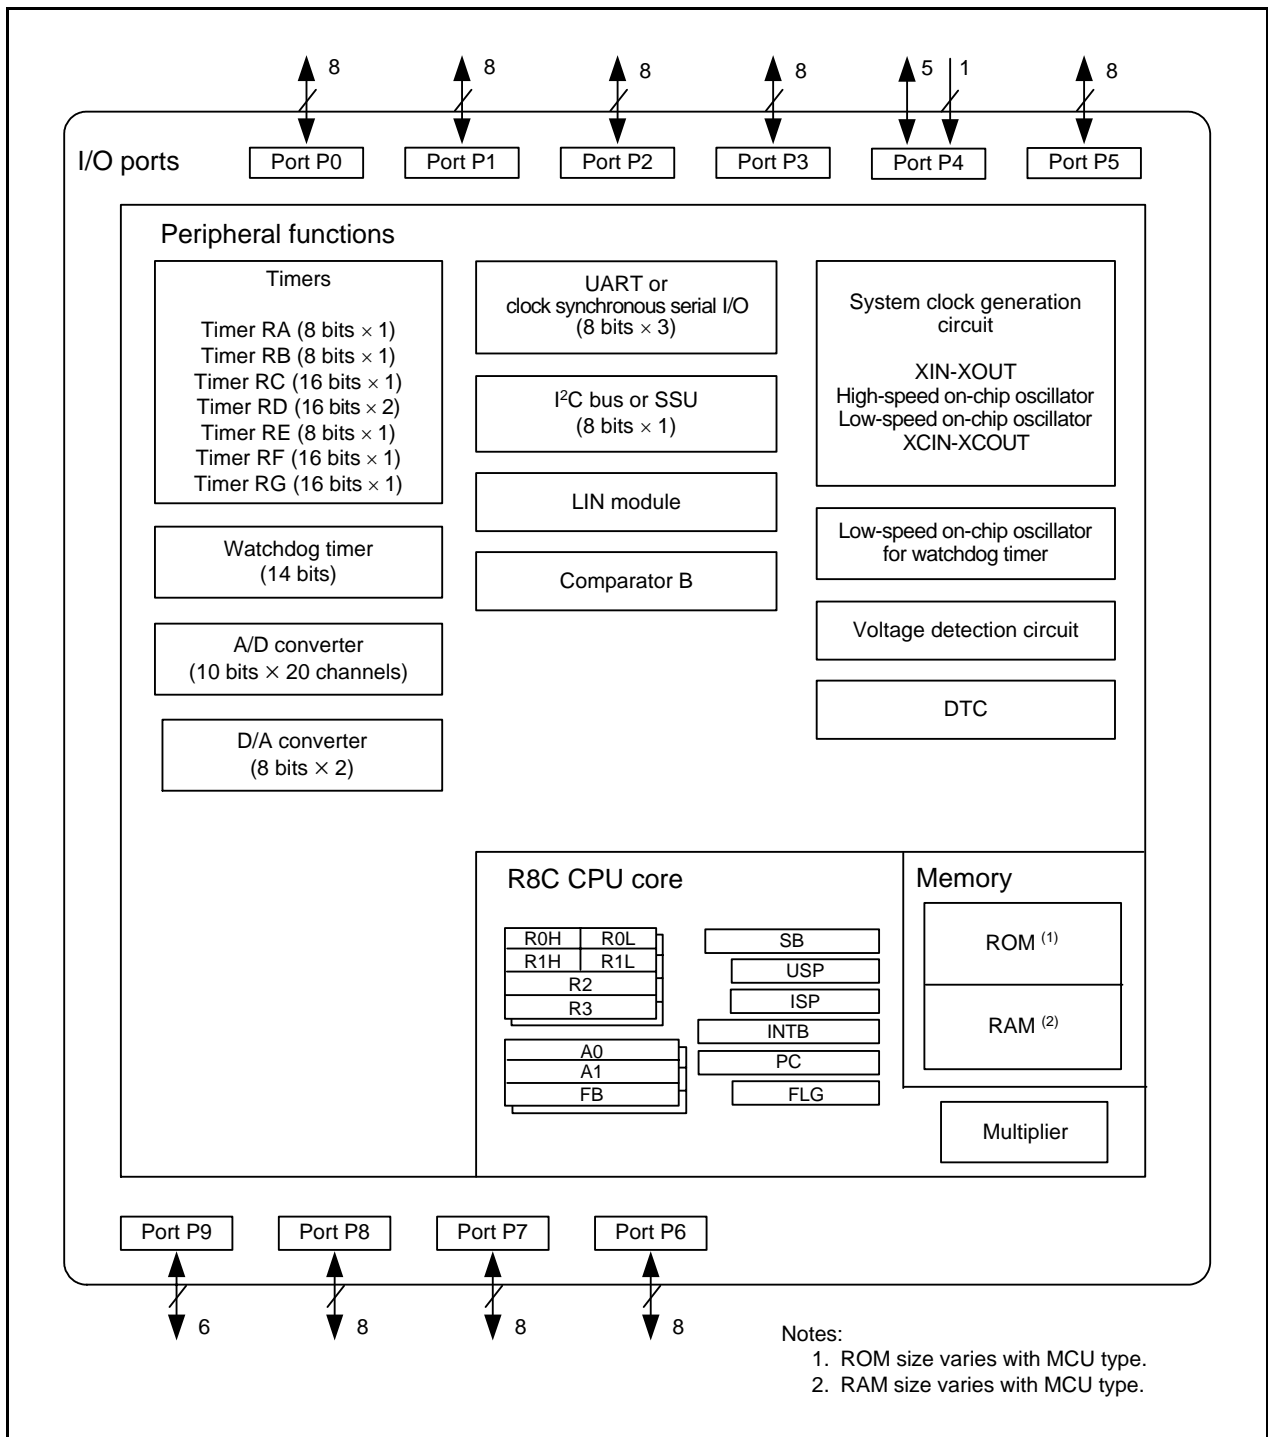 8 8 8 8 5 1 8
I/O ports
Port P0 Port P1 Port P2 Port P3 Port P4 Port P5
Peripheral functions
Timers
Timer RA (8 bits × 1)
Timer RB (8 bits × 1)
Timer RC (16 bits × 1)
Timer RD (16 bits × 2)
Timer RE (8 bits × 1)
Timer RF (16 bits × 1)
Timer RG (16 bits × 1)
Watchdog timer
(14 bits)
A/D converter
(10 bits × 20 channels)
D/A converter
(8 bits × 2)
UART or
clock synchronous serial I/O
(8 bits × 3)
I²C bus or SSU
(8 bits × 1)
LIN module
Comparator B
System clock generation
circuit
XIN-XOUT
High-speed on-chip oscillator
Low-speed on-chip oscillator
XCIN-XCOUT
Low-speed on-chip oscillator
for watchdog timer
Voltage detection circuit
DTC
R8C CPU core
R0H R0L
R1H R1L
R2
R3
A0
A1
FB
SB
USP
ISP
INTB
PC
FLG
Memory
ROM (1)
RAM (2)
Multiplier
Port P9 Port P8 Port P7 Port P6
6 8 8 8
Notes:
1. ROM size varies with MCU type.
2. RAM size varies with MCU type.